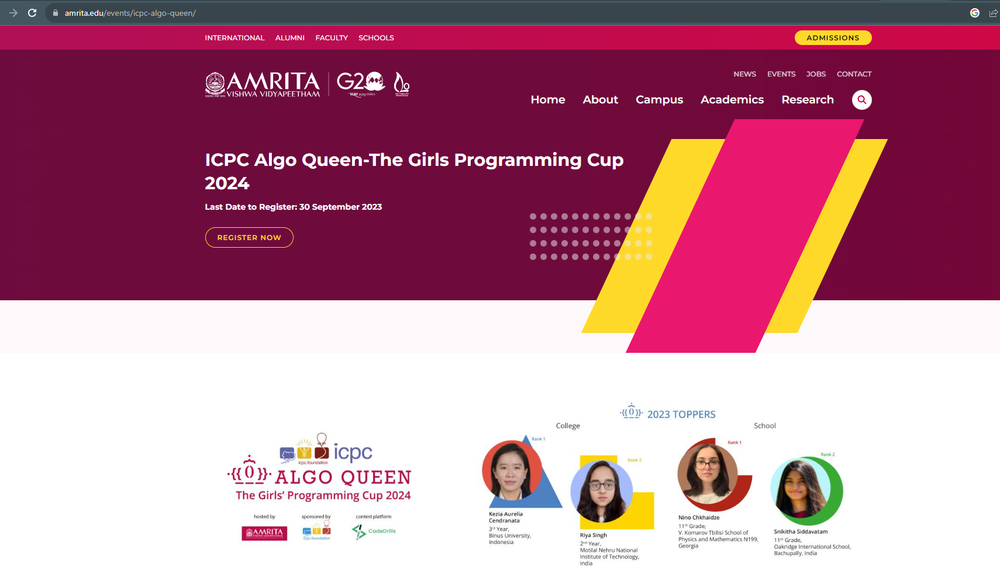 amrita.edu/events/icpc-algo-queen/
INTERNATIONAL ALUMNI FACULTY SCHOOLS
ADMISSIONS
NEWS EVENTS JOBS CONTACT
AMRITA
VISHWA VIDYAPEETHAM
G20
Home About Campus Academics Research
ICPC Algo Queen-The Girls Programming Cup
2024
Last Date to Register: 30 September 2023
REGISTER NOW
icpc
icpc.foundation
ALGO QUEEN
The Girls' Programming Cup 2024
hosted by
sponsored by
contest platform
AMRITA
icpc.foundation
CodeDrills
2023 TOPPERS
College
School
Rank 1
Kezia Aurelia
Cendranata
3rd Year,
Binus University,
Indonesia
Rank 2
Riya Singh
2nd Year,
Motilal Nehru National
Institute of Technology,
India
Rank 1
Nino Chkhaidze
11th Grade,
V. Komarov Tbilisi School of
Physics and Mathematics N199,
Georgia
Rank 2
Snikitha Siddavatam
11th Grade,
Oakridge International School,
Bachupally, India